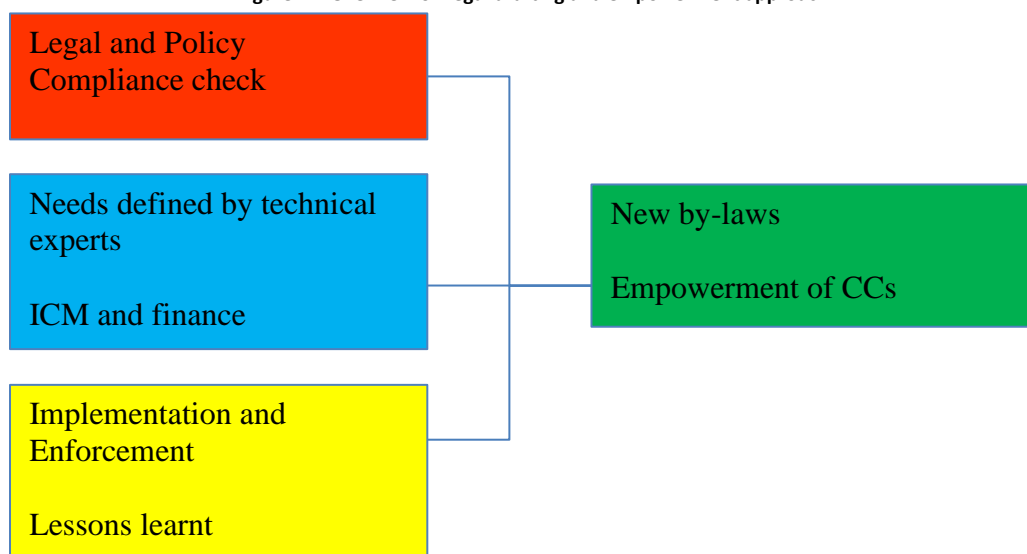 Legal and Policy
Compliance check
Needs defined by technical
experts
ICM and finance
Implementation and
Enforcement
Lessons learnt
New by-laws
Empowerment of CCs